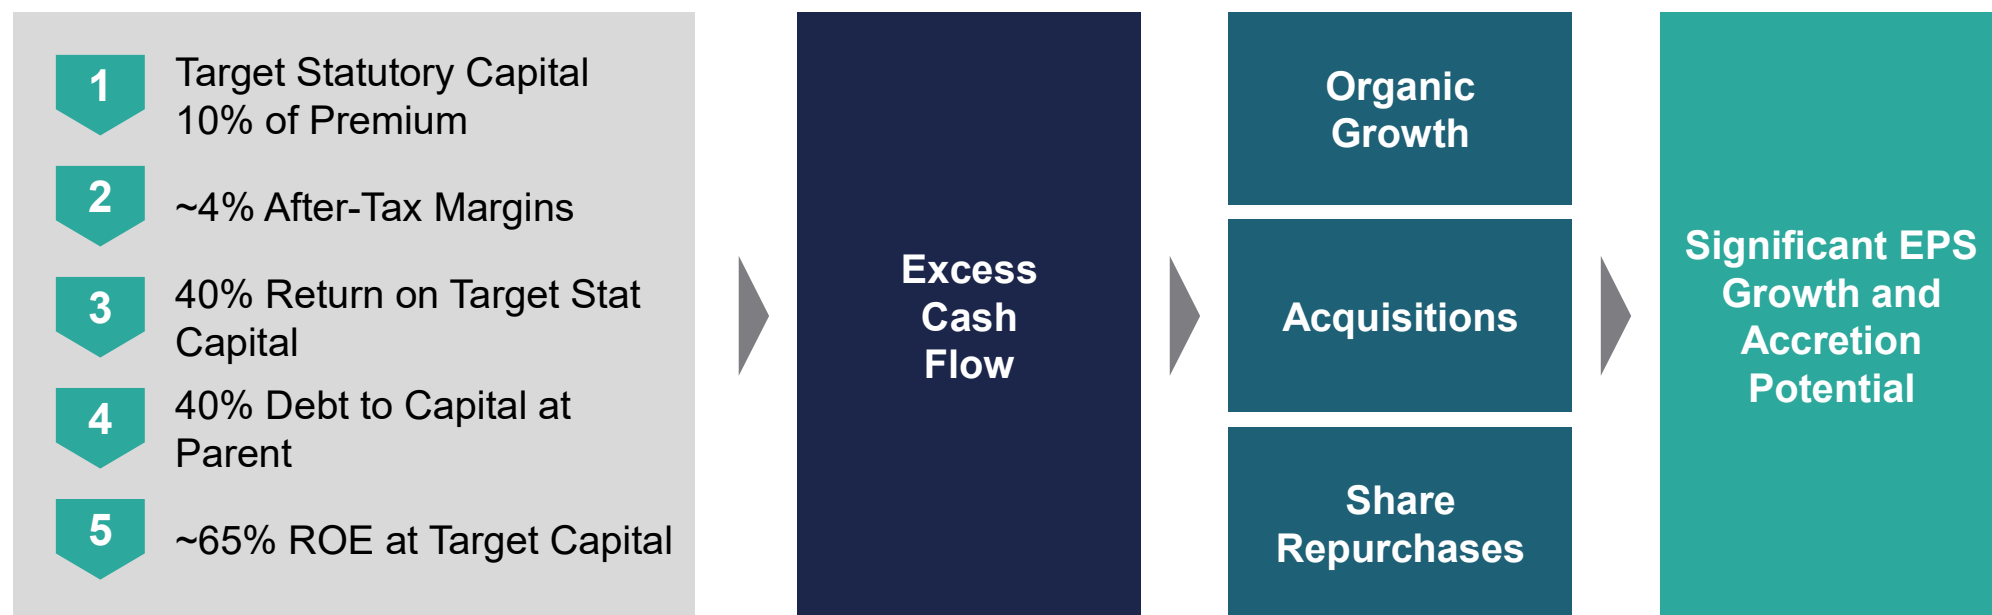 1
Target Statutory Capital
10% of Premium
2
~4% After-Tax Margins
3
40% Return on Target Stat
Capital
4
40% Debt to Capital at
Parent
5
~65% ROE at Target Capital
Excess
Cash
Flow
Organic
Growth
Acquisitions
Share
Repurchases
Significant EPS
Growth and
Accretion
Potential